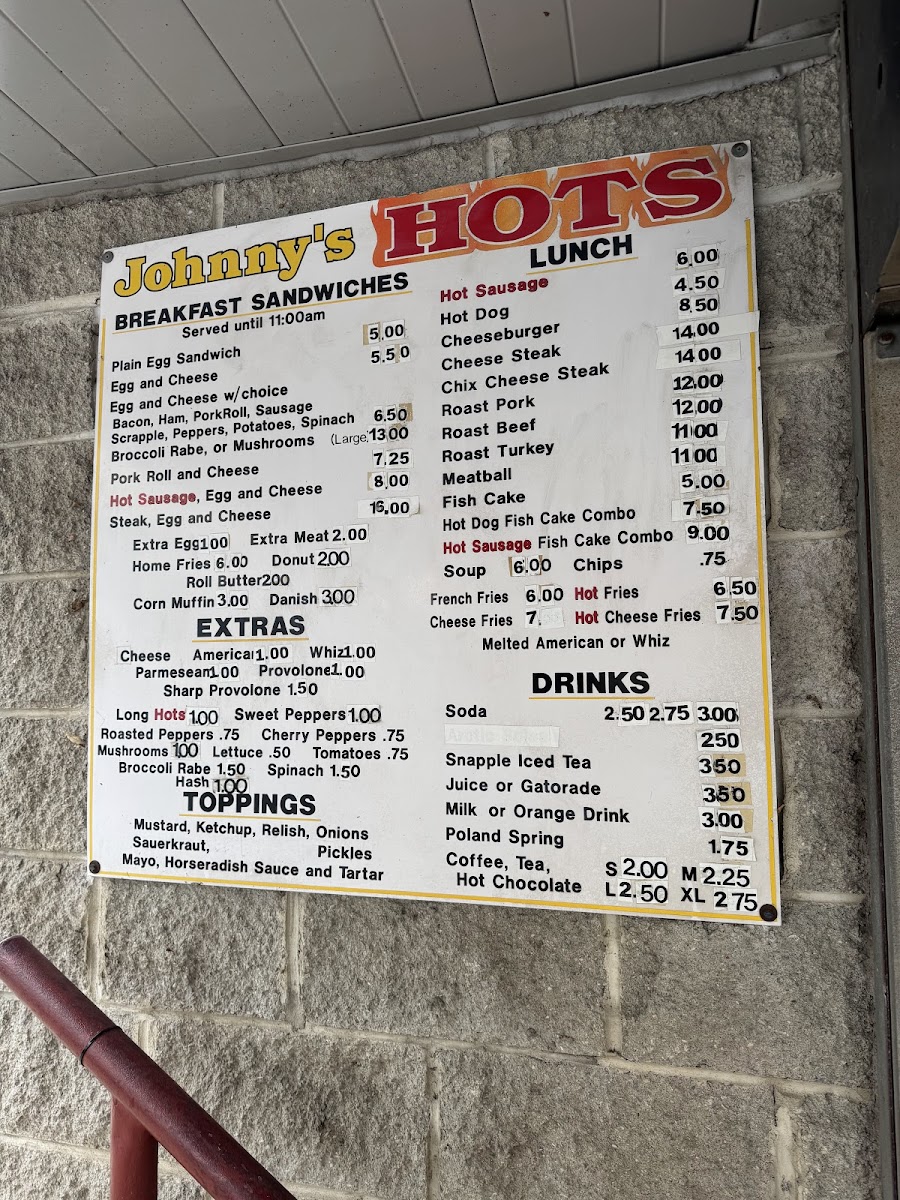 Johnny's HOTS
BREAKFAST SANDWICHES
Served until 11:00am
Plain Egg Sandwich 5.00
Egg and Cheese 5.50
Egg and Cheese w/choice
Bacon, Ham, PorkRoll, Sausage
Scrapple, Peppers, Potatoes, Spinach 6.50
Broccoli Rabe, or Mushrooms (Large) 13.00
Pork Roll and Cheese 7.25
Hot Sausage, Egg and Cheese 8.00
Steak, Egg and Cheese 16.00
Extra Egg 1.00 Extra Meat 2.00
Home Fries 6.00 Donut 2.00
Roll Butter 2.00
Corn Muffin 3.00 Danish 3.00
EXTRAS
Cheese American 1.00 Whiz 1.00
Parmesean 1.00 Provolone 1.00
Sharp Provolone 1.50
Long Hots 1.00 Sweet Peppers 1.00
Roasted Peppers .75 Cherry Peppers .75
Mushrooms 1.00 Lettuce .50 Tomatoes .75
Broccoli Rabe 1.50 Spinach 1.50
Hash 1.00
TOPPINGS
Mustard, Ketchup, Relish, Onions
Sauerkraut, Pickles
Mayo, Horseradish Sauce and Tartar
LUNCH
Hot Sausage 6.00
Hot Dog 4.50
Cheeseburger 8.50
Cheese Steak 14.00
Chix Cheese Steak 14.00
Roast Pork 12.00
Roast Beef 12.00
Roast Turkey 11.00
Meatball 11.00
Fish Cake 5.00
Hot Dog Fish Cake Combo 7.50
Hot Sausage Fish Cake Combo 9.00
Soup 6.00 Chips .75
French Fries 6.00 Hot Fries 6.50
Cheese Fries 7. Hot Cheese Fries 7.50
Melted American or Whiz
DRINKS
Soda 2.50 2.75 3.00
2.50
Snapple Iced Tea 3.50
Juice or Gatorade 3.50
Milk or Orange Drink 3.00
Poland Spring 1.75
Coffee, Tea, S 2.00 M 2.25
Hot Chocolate L 2.50 XL 2.75